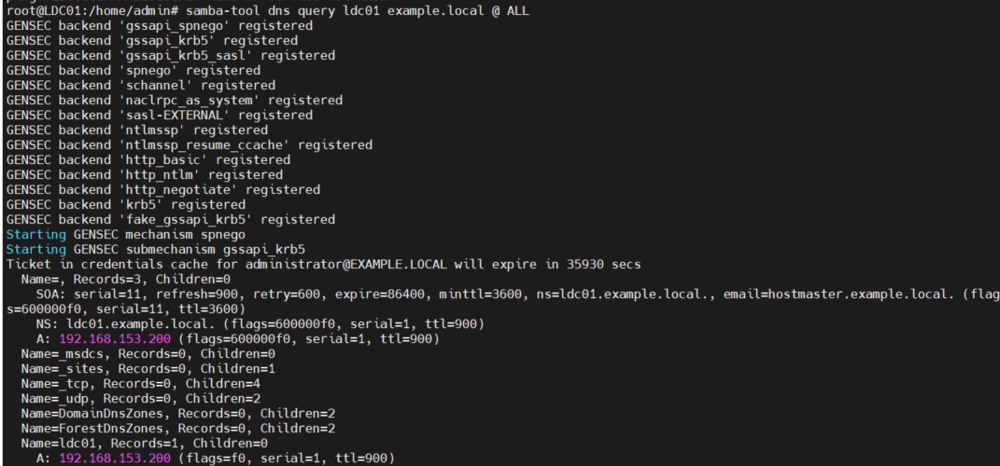 root@LDC01:/home/admin# samba-tool dns query ldc01 example.local @ ALL
GENSEC backend 'gssapi_spnego' registered
GENSEC backend 'gssapi_krb5' registered
GENSEC backend 'gssapi_krb5_sasl' registered
GENSEC backend 'spnego' registered
GENSEC backend 'schannel' registered
GENSEC backend 'naclrpc_as_system' registered
GENSEC backend 'sasl-EXTERNAL' registered
GENSEC backend 'ntlmssp' registered
GENSEC backend 'ntlmssp_resume_ccache' registered
GENSEC backend 'http_basic' registered
GENSEC backend 'http_ntlm' registered
GENSEC backend 'http_negotiate' registered
GENSEC backend 'krb5' registered
GENSEC backend 'fake_gssapi_krb5' registered
Starting GENSEC mechanism spnego
Starting GENSEC submechanism gssapi_krb5
Ticket in credentials cache for administrator@EXAMPLE.LOCAL will expire in 35930 secs
  Name=, Records=3, Children=0
    SOA: serial=11, refresh=900, retry=600, expire=86400, minttl=3600, ns=ldc01.example.local., email=hostmaster.example.local. (flag
s=600000f0, serial=11, ttl=3600)
    NS: ldc01.example.local. (flags=600000f0, serial=1, ttl=900)
    A: 192.168.153.200 (flags=600000f0, serial=1, ttl=900)
  Name=_msdcs, Records=0, Children=0
  Name=_sites, Records=0, Children=1
  Name=_tcp, Records=0, Children=4
  Name=_udp, Records=0, Children=2
  Name=DomainDnsZones, Records=0, Children=2
  Name=ForestDnsZones, Records=0, Children=2
  Name=ldc01, Records=1, Children=0
    A: 192.168.153.200 (flags=f0, serial=1, ttl=900)